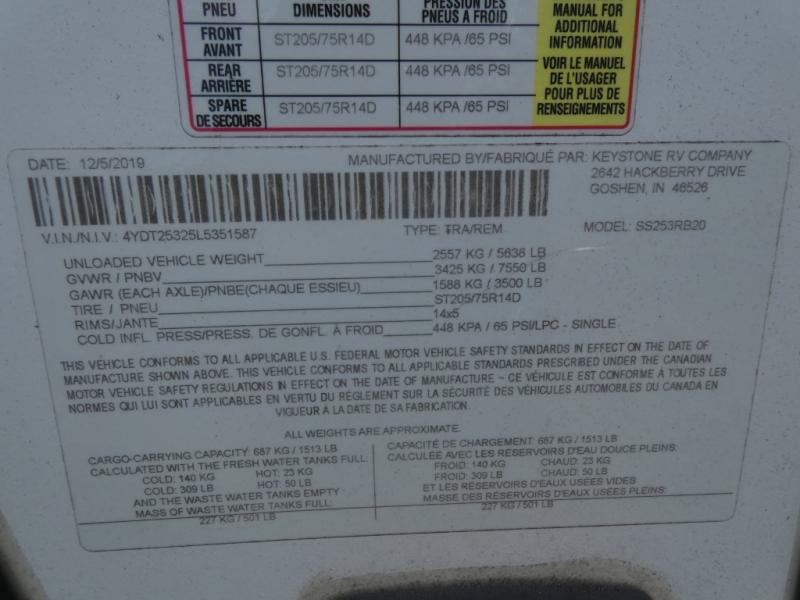 PNEU DIMENSIONS PRESSION DES PNEUS A FROID
MANUAL FOR
ADDITIONAL
INFORMATION
FRONT AVANT ST205/75R14D 448 KPA /65 PSI
REAR ARRIÈRE ST205/75R14D 448 KPA /65 PSI
SPARE DE SECOURS ST205/75R14D 448 KPA /65 PSI
VOIR LE MANUEL
DE L'USAGER
POUR PLUS DE
RENSEIGNEMENTS
DATE: 12/5/2019 MANUFACTURED BY/FABRIQUÉ PAR: KEYSTONE RV COMPANY
2642 HACKBERRY DRIVE
GOSHEN, IN 46526
V.I.N./N.I.V.: 4YDT25325L5351587 TYPE: TRA/REM MODEL: SS253RB20
UNLOADED VEHICLE WEIGHT 2557 KG / 5638 LB
GVWR / PNBV 3425 KG / 7550 LB
GAWR (EACH AXLE)/PNBE(CHAQUE ESSIEU) 1588 KG / 3500 LB
TIRE / PNEU ST205/75R14D
RIMS/JANTE 14x5
COLD INFL. PRESS/PRESS. DE GONFL. À FROID 448 KPA / 65 PSI/LPC - SINGLE
THIS VEHICLE CONFORMS TO ALL APPLICABLE U.S. FEDERAL MOTOR VEHICLE SAFETY STANDARDS IN EFFECT ON THE DATE OF
MANUFACTURE SHOWN ABOVE. THIS VEHICLE CONFORMS TO ALL APPLICABLE STANDARDS PRESCRIBED UNDER THE CANADIAN
MOTOR VEHICLE SAFETY REGULATIONS IN EFFECT ON THE DATE OF MANUFACTURE – CE VÉHICULE EST CONFORME À TOUTES LES
NORMES QUI LUI SONT APPLICABLES EN VERTU DU RÈGLEMENT SUR LA SÉCURITÉ DES VÉHICULES AUTOMOBILES DU CANADA EN
VIGUEUR À LA DATE DE SA FABRICATION.
ALL WEIGHTS ARE APPROXIMATE.
CARGO-CARRYING CAPACITY: 687 KG / 1513 LB
CALCULATED WITH THE FRESH WATER TANKS FULL:
COLD: 140 KG HOT: 23 KG
COLD: 309 LB HOT: 50 LB
AND THE WASTE WATER TANKS EMPTY
MASS OF WASTE WATER TANKS FULL:
227 KG / 501 LB
CAPACITÉ DE CHARGEMENT: 687 KG / 1513 LB
CALCULÉE AVEC LES RÉSERVOIRS D'EAU DOUCE PLEINS:
FROID: 140 KG CHAUD: 23 KG
FROID: 309 LB CHAUD: 50 LB
ET LES RÉSERVOIRS D'EAUX USÉES VIDES
MASSE DES RÉSERVOIRS D'EAUX USÉES PLEINS:
227 KG / 501 LB